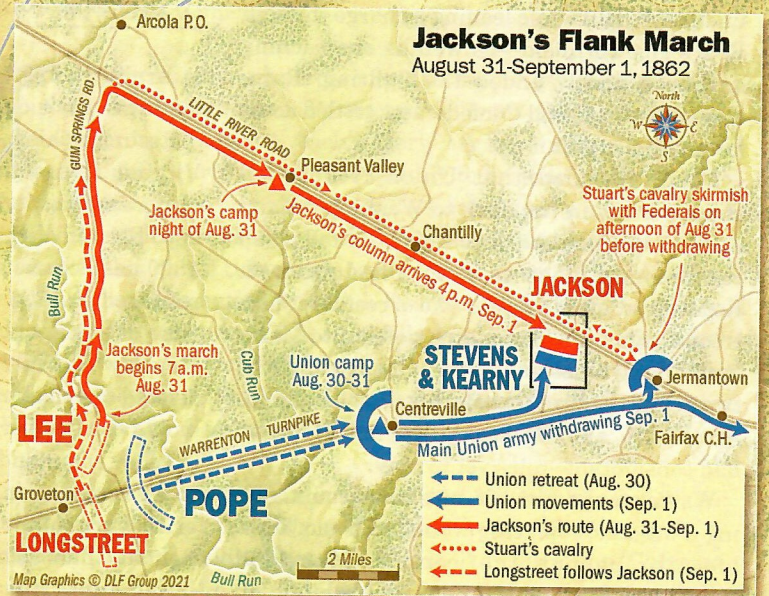 Arcola P.O.
Jackson's Flank March
August 31-September 1, 1862
North
W
E
S
GUM SPRINGS RD.
LITTLE RIVER ROAD
Pleasant Valley
Jackson's camp
night of Aug. 31
Stuart's cavalry skirmish
with Federals on
afternoon of Aug 31
before withdrawing
Chantilly
Jackson's column arrives 4 p.m. Sep. 1
JACKSON
Bull Run
Jackson's march
begins 7 a.m.
Aug. 31
Cub Run
Union camp
Aug. 30-31
STEVENS
& KEARNY
Jermantown
LEE
WARRENTON TURNPIKE
Centreville
Main Union army withdrawing Sep. 1
Fairfax C.H.
Groveton
POPE
LONGSTREET
Union retreat (Aug. 30)
Union movements (Sep. 1)
Jackson's route (Aug. 31-Sep. 1)
Stuart's cavalry
Longstreet follows Jackson (Sep. 1)
2 Miles
Map Graphics © DLF Group 2021
Bull Run